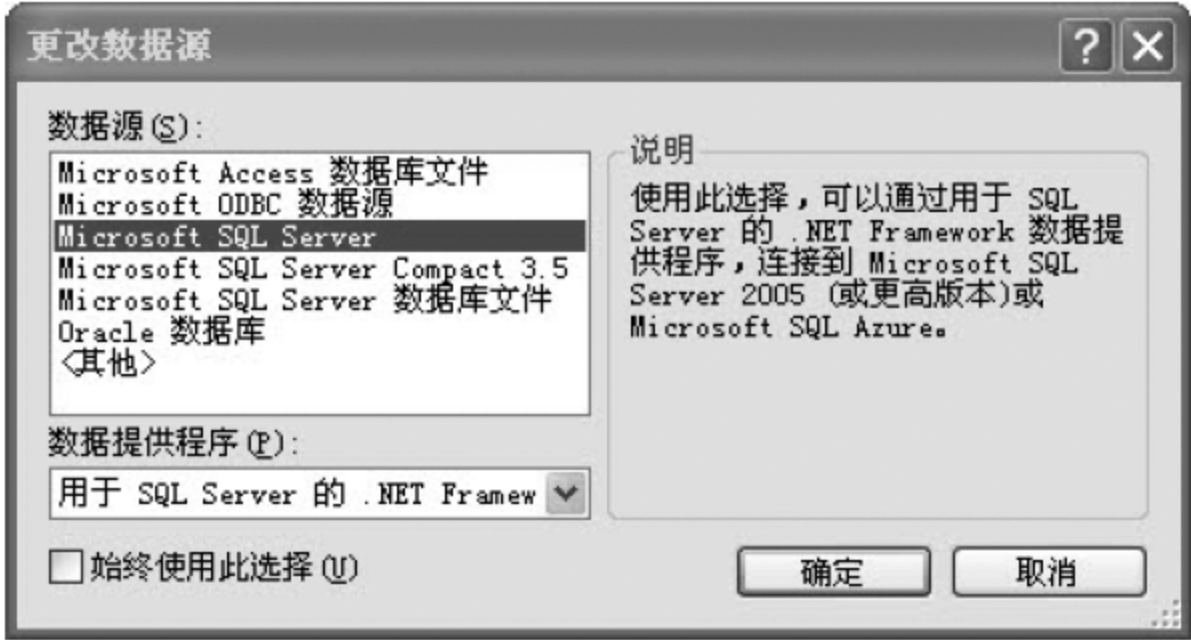 更改数据源
数据源(S):
Microsoft Access 数据库文件
Microsoft ODBC 数据源
Microsoft SQL Server
Microsoft SQL Server Compact 3.5
Microsoft SQL Server 数据库文件
Oracle 数据库
<其他>
数据提供程序(P):
用于 SQL Server 的 .NET Framew
始终使用此选择(U)
说明
使用此选择，可以通过用于 SQL
Server 的 .NET Framework 数据提
供程序，连接到 Microsoft SQL
Server 2005 (或更高版本)或
Microsoft SQL Azure。
确定
取消